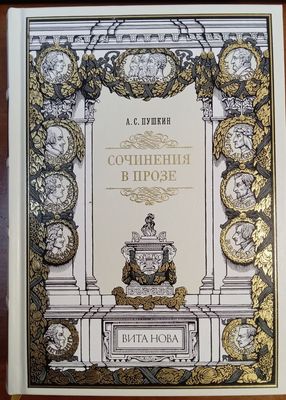 А. С. ПУШКИН
СОЧИНЕНИЯ
В ПРОЗЕ
ВИТА НОВА